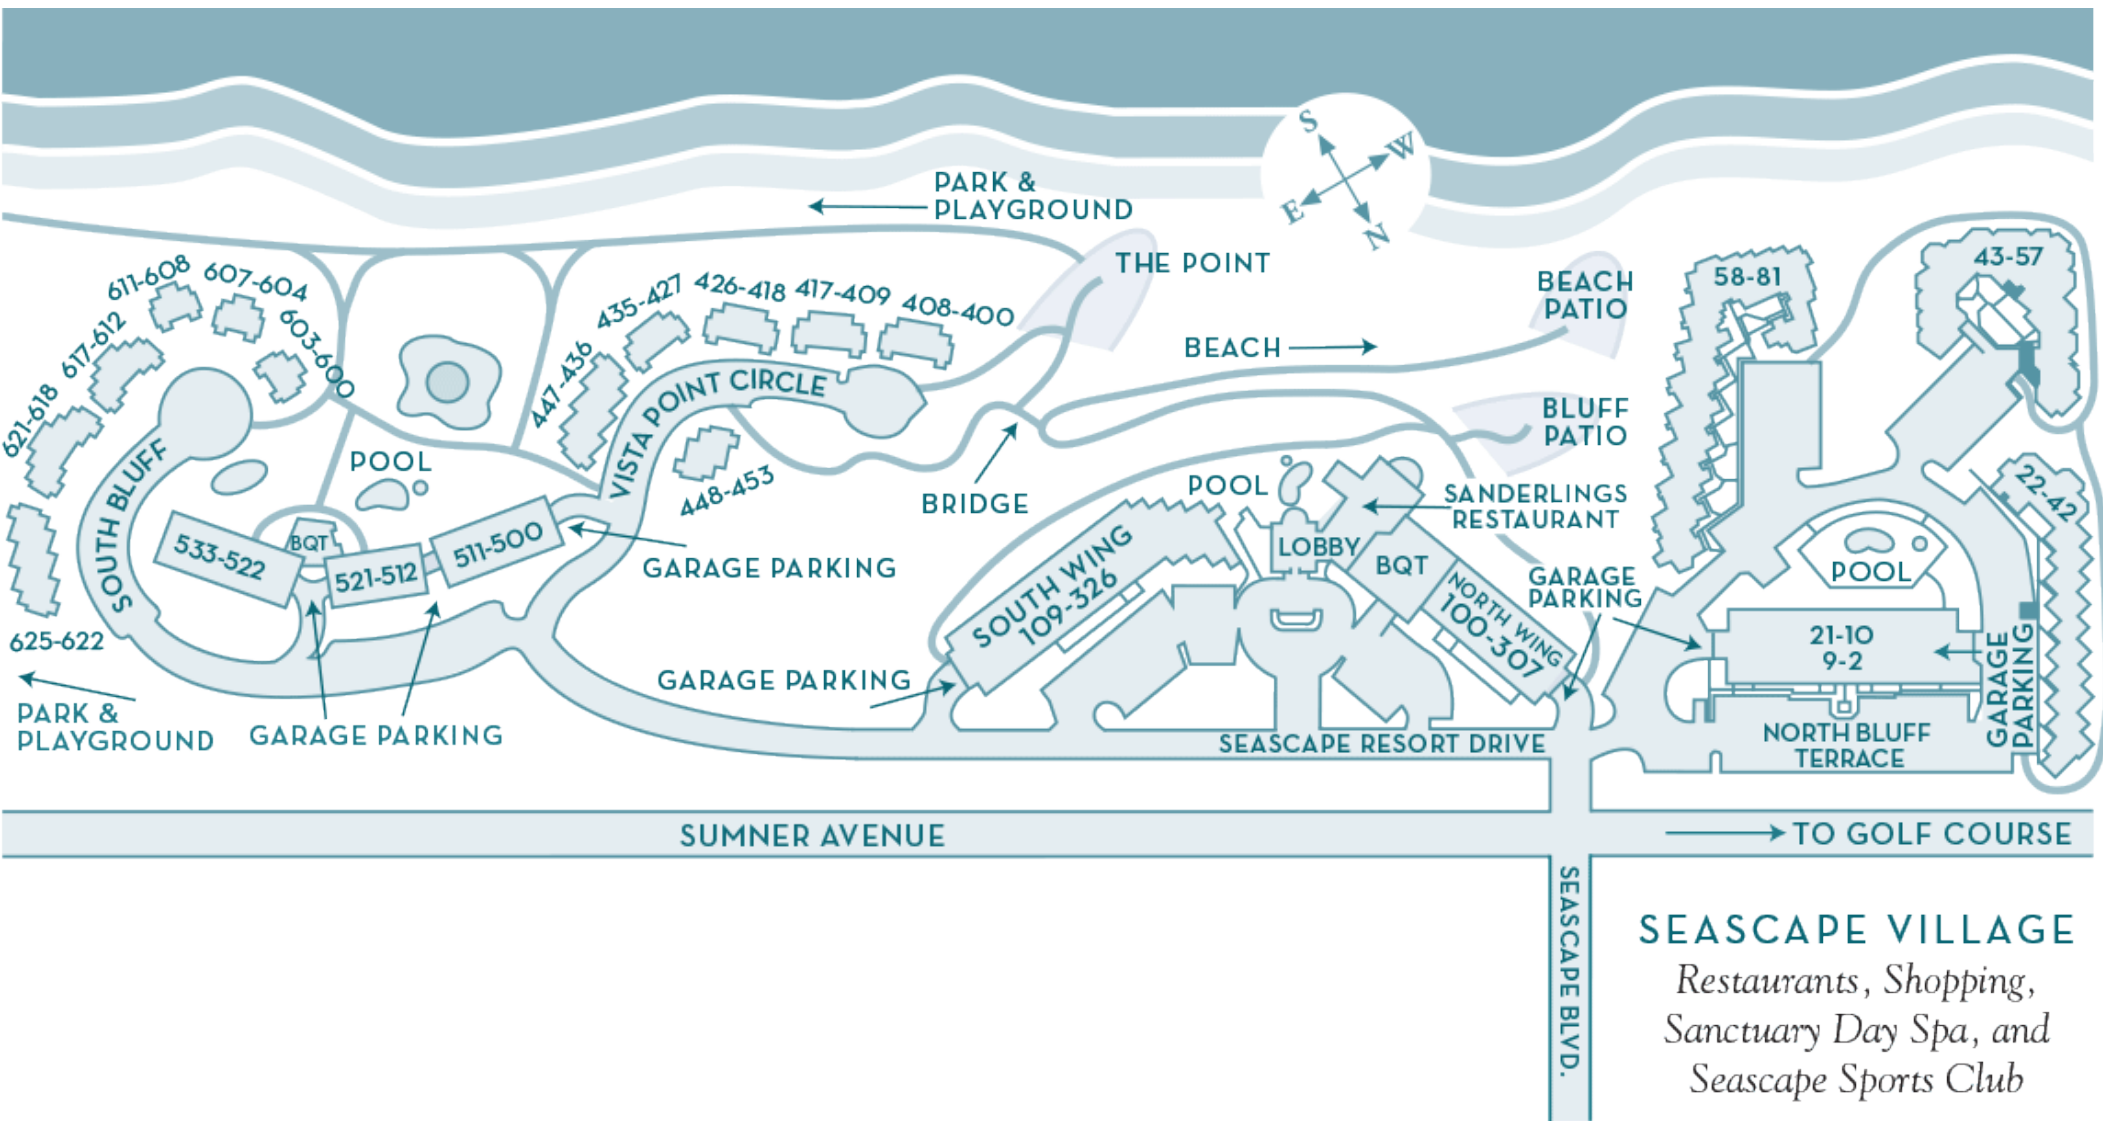 S
W
E
N
PARK &
PLAYGROUND
THE POINT
BEACH
PATIO
BEACH
BLUFF
PATIO
BRIDGE
611-608
607-604
603-600
617-612
621-618
625-622
SOUTH BLUFF
POOL
BQT
533-522
521-512
511-500
447-436
435-427
426-418
417-409
408-400
VISTA POINT CIRCLE
448-453
GARAGE PARKING
GARAGE PARKING
GARAGE PARKING
PARK &
PLAYGROUND
POOL
SANDERLINGS
RESTAURANT
LOBBY
BQT
SOUTH WING
109-326
NORTH WING
100-307
GARAGE
PARKING
SEASCAPE RESORT DRIVE
58-81
43-57
22-42
POOL
21-10
9-2
GARAGE
PARKING
NORTH BLUFF
TERRACE
SUMNER AVENUE
TO GOLF COURSE
SEASCAPE BLVD.
SEASCAPE VILLAGE
Restaurants, Shopping,
Sanctuary Day Spa, and
Seascape Sports Club